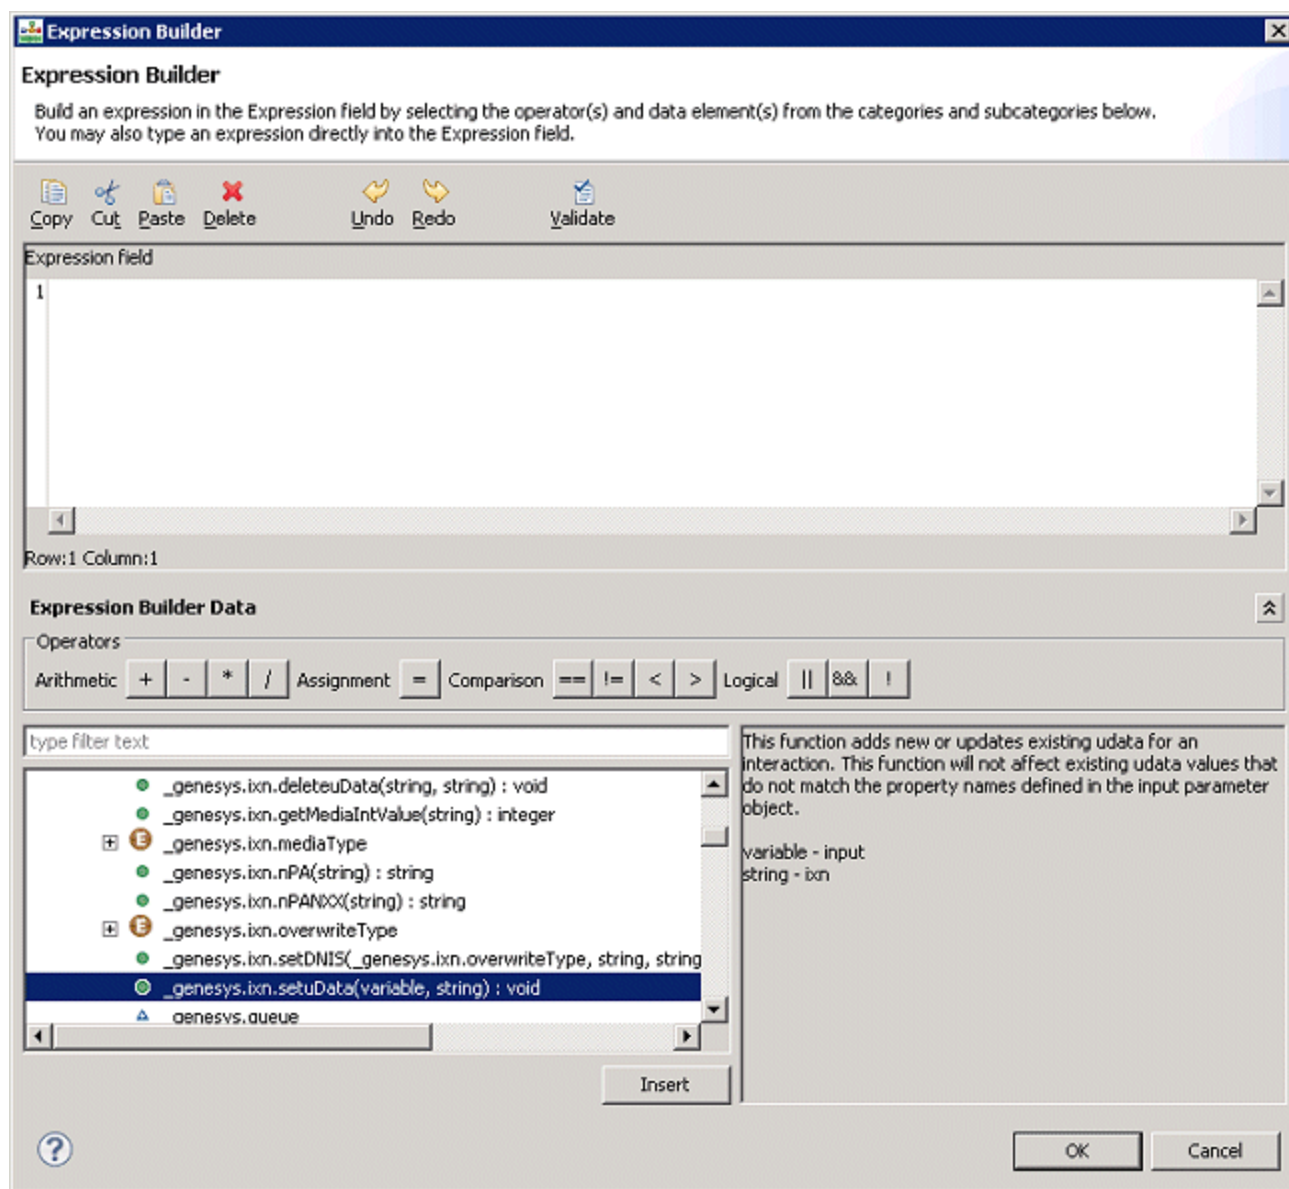 Expression Builder
Expression Builder
Build an expression in the Expression field by selecting the operator(s) and data element(s) from the categories and subcategories below.
You may also type an expression directly into the Expression field.
Copy Cut Paste Delete Undo Redo Validate
Expression field
1
Row:1 Column:1
Expression Builder Data
Operators
Arithmetic + - * / Assignment = Comparison == != < > Logical || && !
type filter text
_genesys.ixn.deleteuData(string, string) : void
_genesys.ixn.getMediaIntValue(string) : integer
E _genesys.ixn.mediaType
_genesys.ixn.nPA(string) : string
_genesys.ixn.nPANXX(string) : string
E _genesys.ixn.overwriteType
_genesys.ixn.setDNIS(_genesys.ixn.overwriteType, string, string
_genesys.ixn.setuData(variable, string) : void
_genesys.queue
This function adds new or updates existing udata for an
interaction. This function will not affect existing udata values that
do not match the property names defined in the input parameter
object.
variable - input
string - ixn
Insert
? OK Cancel